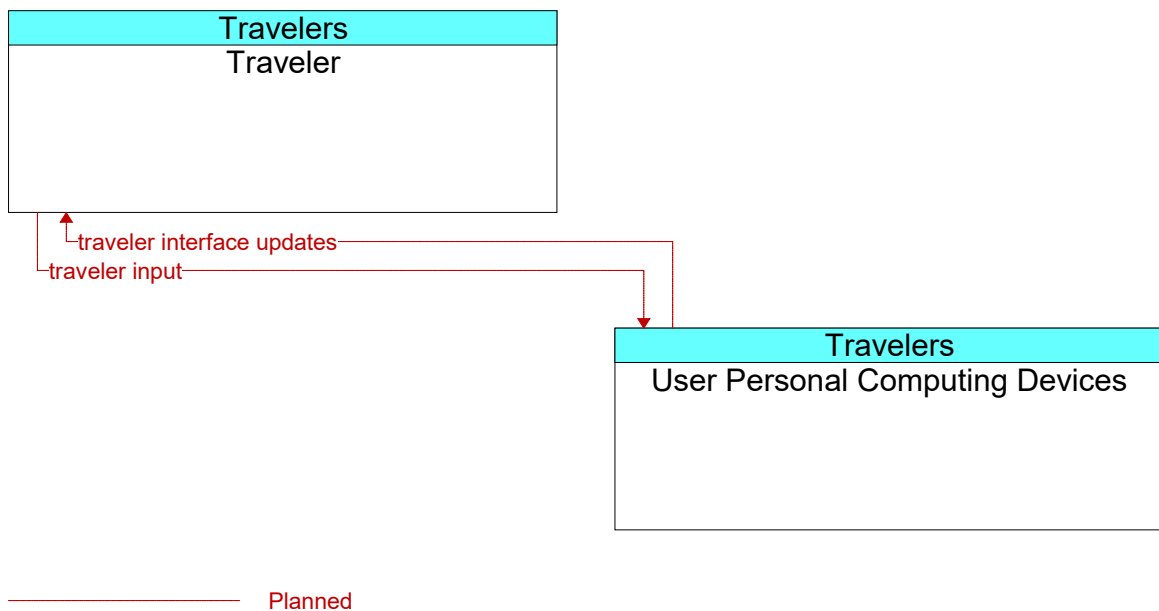 Travelers
Traveler
traveler interface updates
traveler input
Travelers
User Personal Computing Devices
Planned